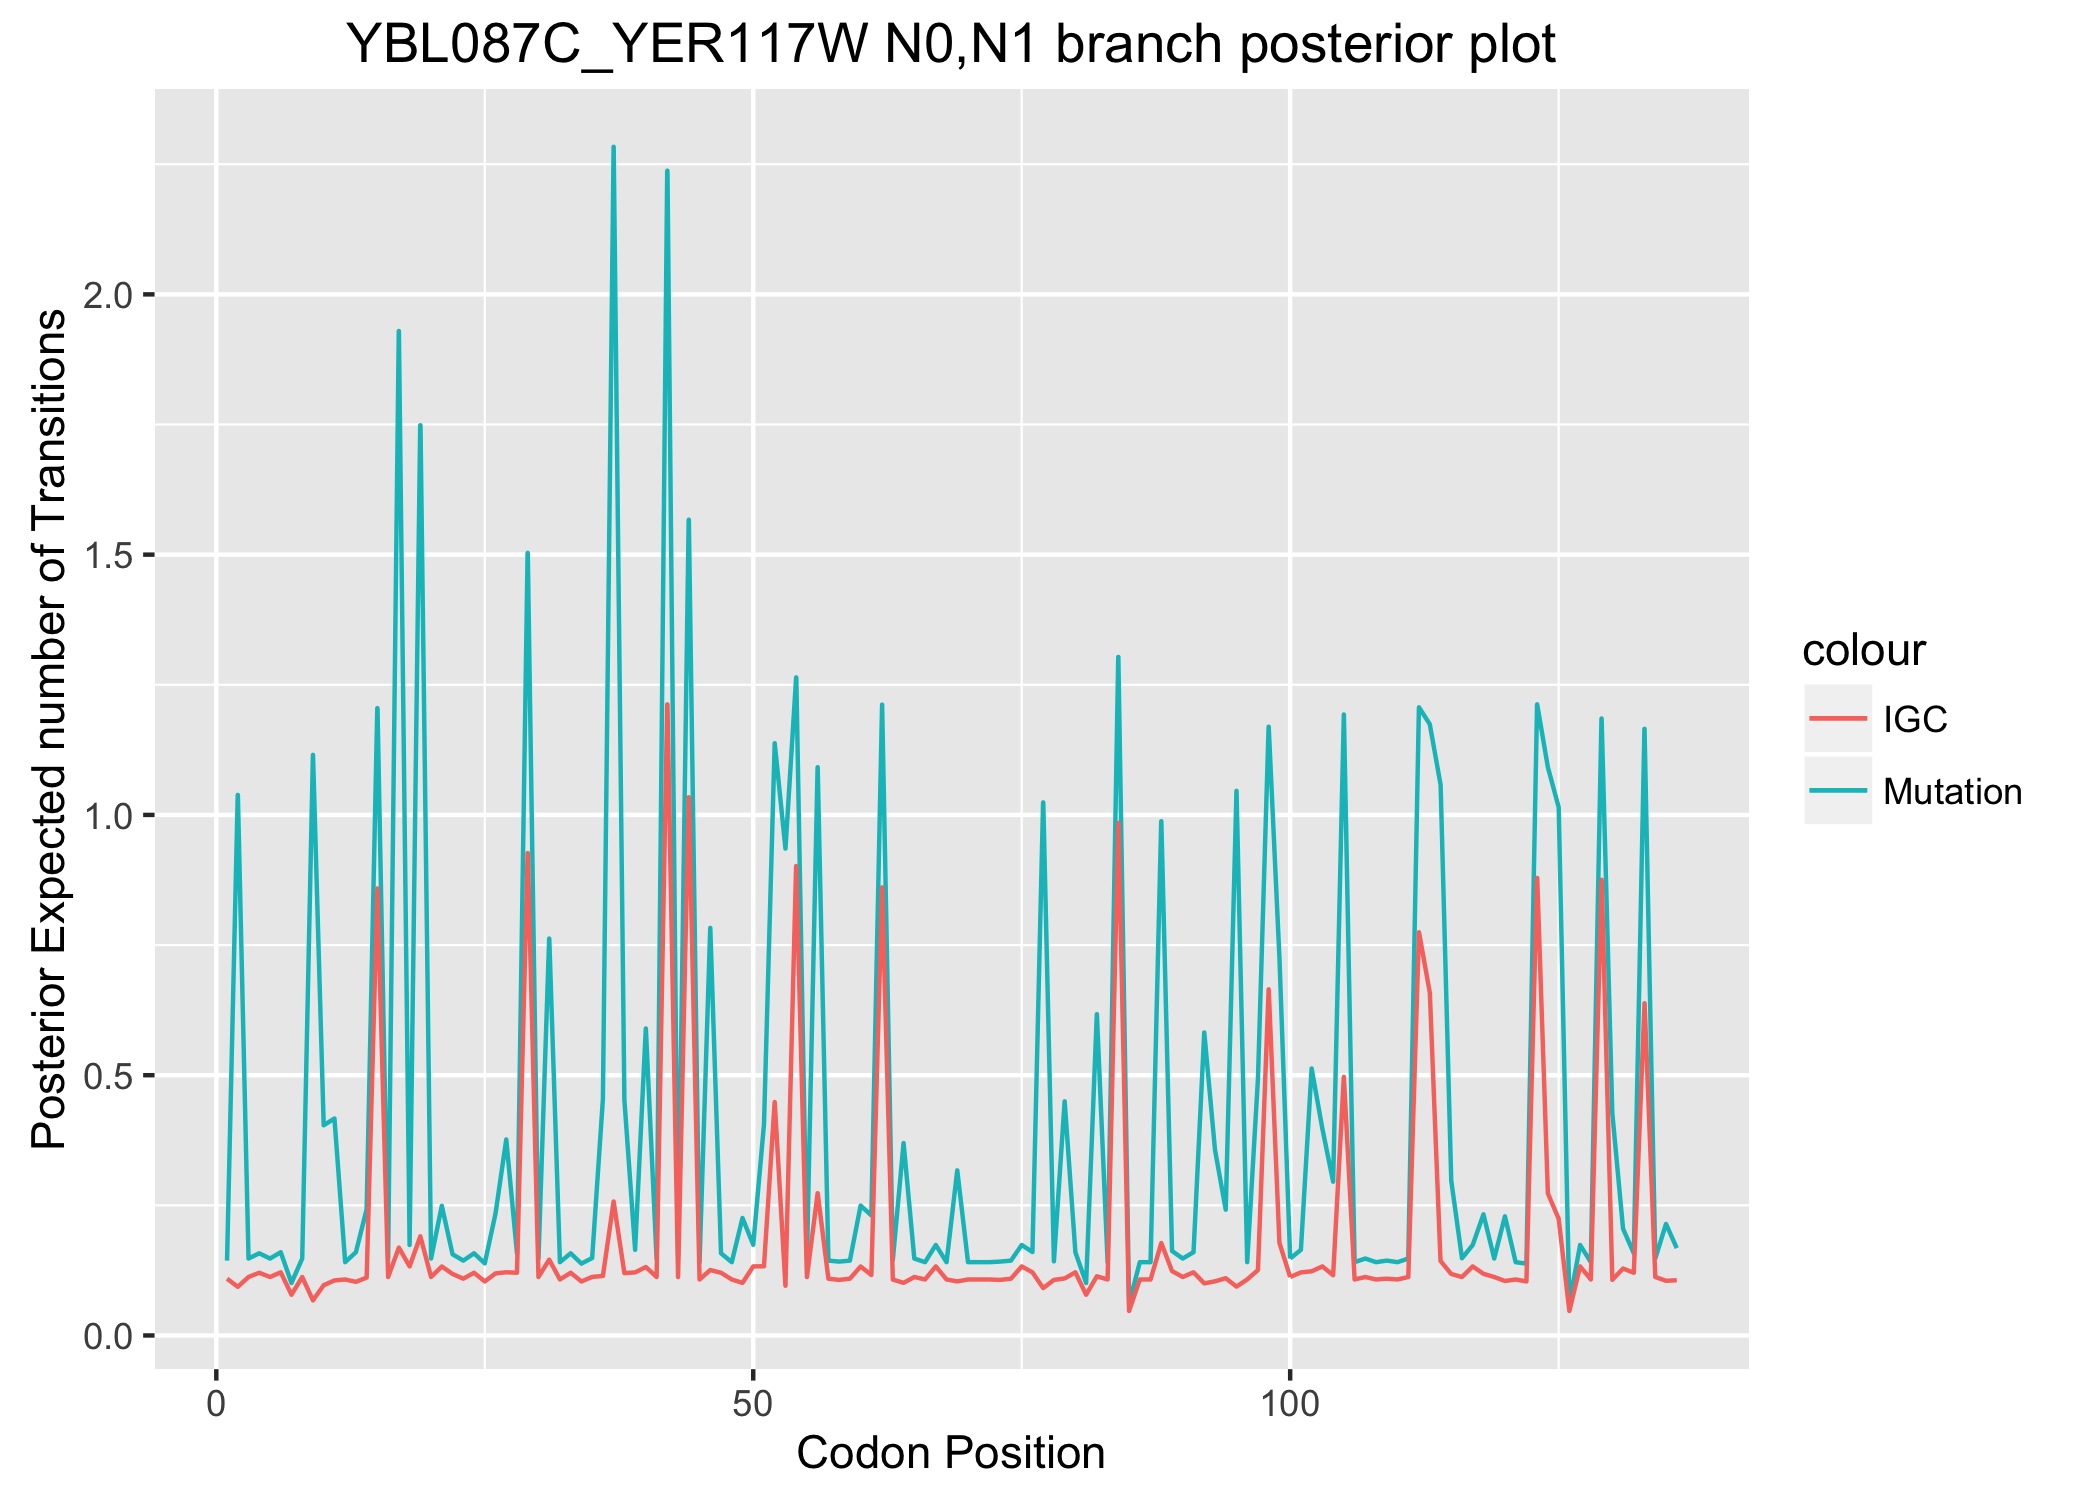 YBL087C_YER117W N0,N1 branch posterior plot
Posterior Expected number of Transitions
2.0
1.5
1.0
0.5
0.0
0
50
100
Codon Position
colour
IGC
Mutation